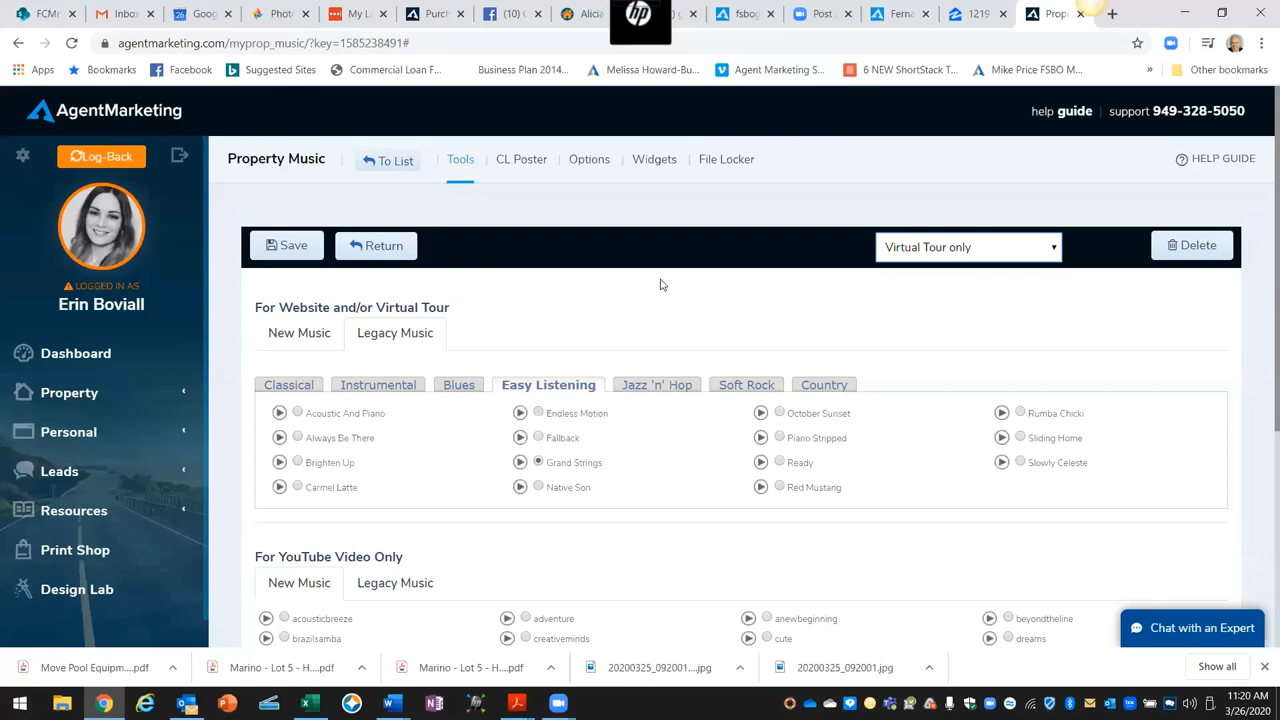 FCMr
Inbox
Goog
Photo
My L
Purch
(10) C
Alicia
fsbog
Post
Ferna
1219
Prope
hp
agentmarketing.com/myprop_music/?key=1585238491#
Apps
Bookmarks
Facebook
Suggested Sites
Commercial Loan F...
Business Plan 2014...
Melissa Howard-Bu...
Agent Marketing S...
6 NEW ShortStack T...
Mike Price FSBO M...
»
Other bookmarks
AgentMarketing
help guide | support 949-328-5050
Log-Back
LOGGED IN AS
Erin Boviall
Dashboard
Property
Personal
Leads
Resources
Print Shop
Design Lab
Property Music
To List
Tools
CL Poster
Options
Widgets
File Locker
HELP GUIDE
Save
Return
Virtual Tour only
Delete
For Website and/or Virtual Tour
New Music
Legacy Music
Classical
Instrumental
Blues
Easy Listening
Jazz 'n' Hop
Soft Rock
Country
Acoustic And Piano
Endless Motion
October Sunset
Rumba Chicki
Always Be There
Fallback
Piano Stripped
Sliding Home
Brighten Up
Grand Strings
Ready
Slowly Celeste
Carmel Latte
Native Son
Red Mustang
For YouTube Video Only
New Music
Legacy Music
acousticbreeze
adventure
anewbeginning
beyondtheline
brazilsamba
creativeminds
cute
dreams
Chat with an Expert
Move Pool Equipm...pdf
Marino - Lot 5 - H....pdf
Marino - Lot 5 - H....pdf
20200325_092001....jpg
20200325_092001.jpg
Show all
11:20 AM
3/26/2020